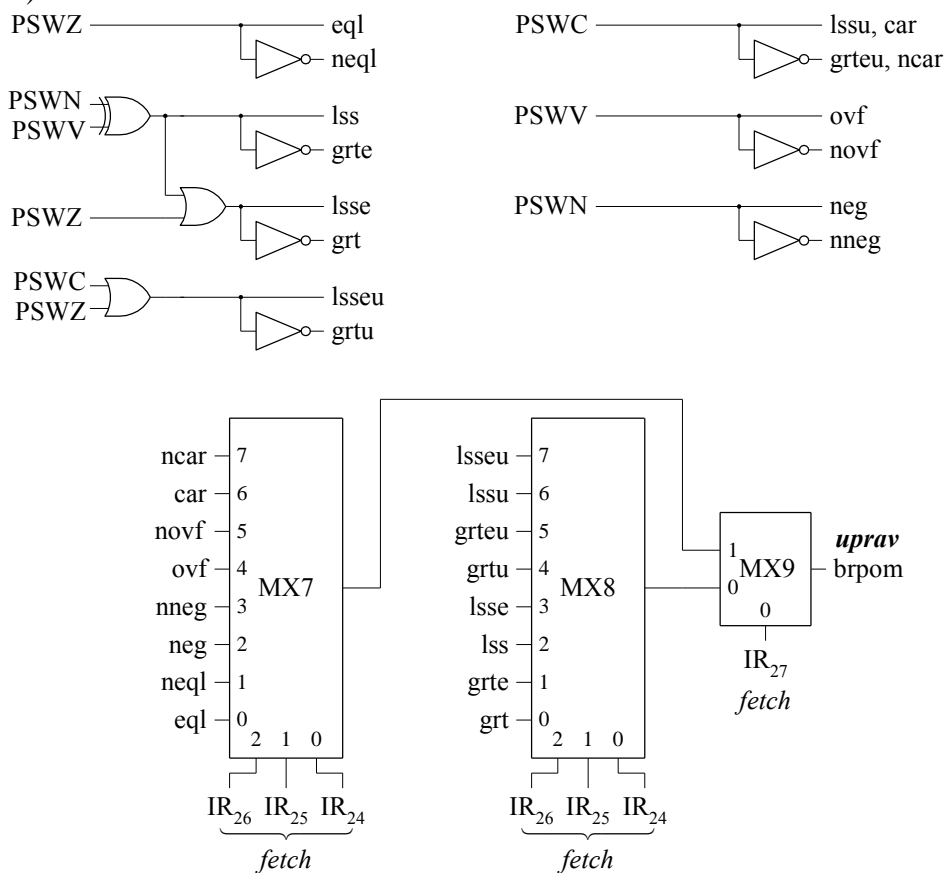 )
PSWZ eql
neql
PSWN
PSWV
lss
grte
PSWZ
lsse
grt
PSWC
PSWZ
lsseu
grtu
PSWC lssu, car
grteu, ncar
PSWV ovf
novf
PSWN neg
nneg
ncar 7
car 6
novf 5
ovf 4
nneg 3
neg 2
neql 1
eql 0
MX7
2 1 0
IR26 IR25 IR24
fetch
lsseu 7
lssu 6
grteu 5
grtu 4
lsse 3
lss 2
grte 1
grt 0
MX8
2 1 0
IR26 IR25 IR24
fetch
1
0
MX9
0
IR27
fetch
uprav
brpom